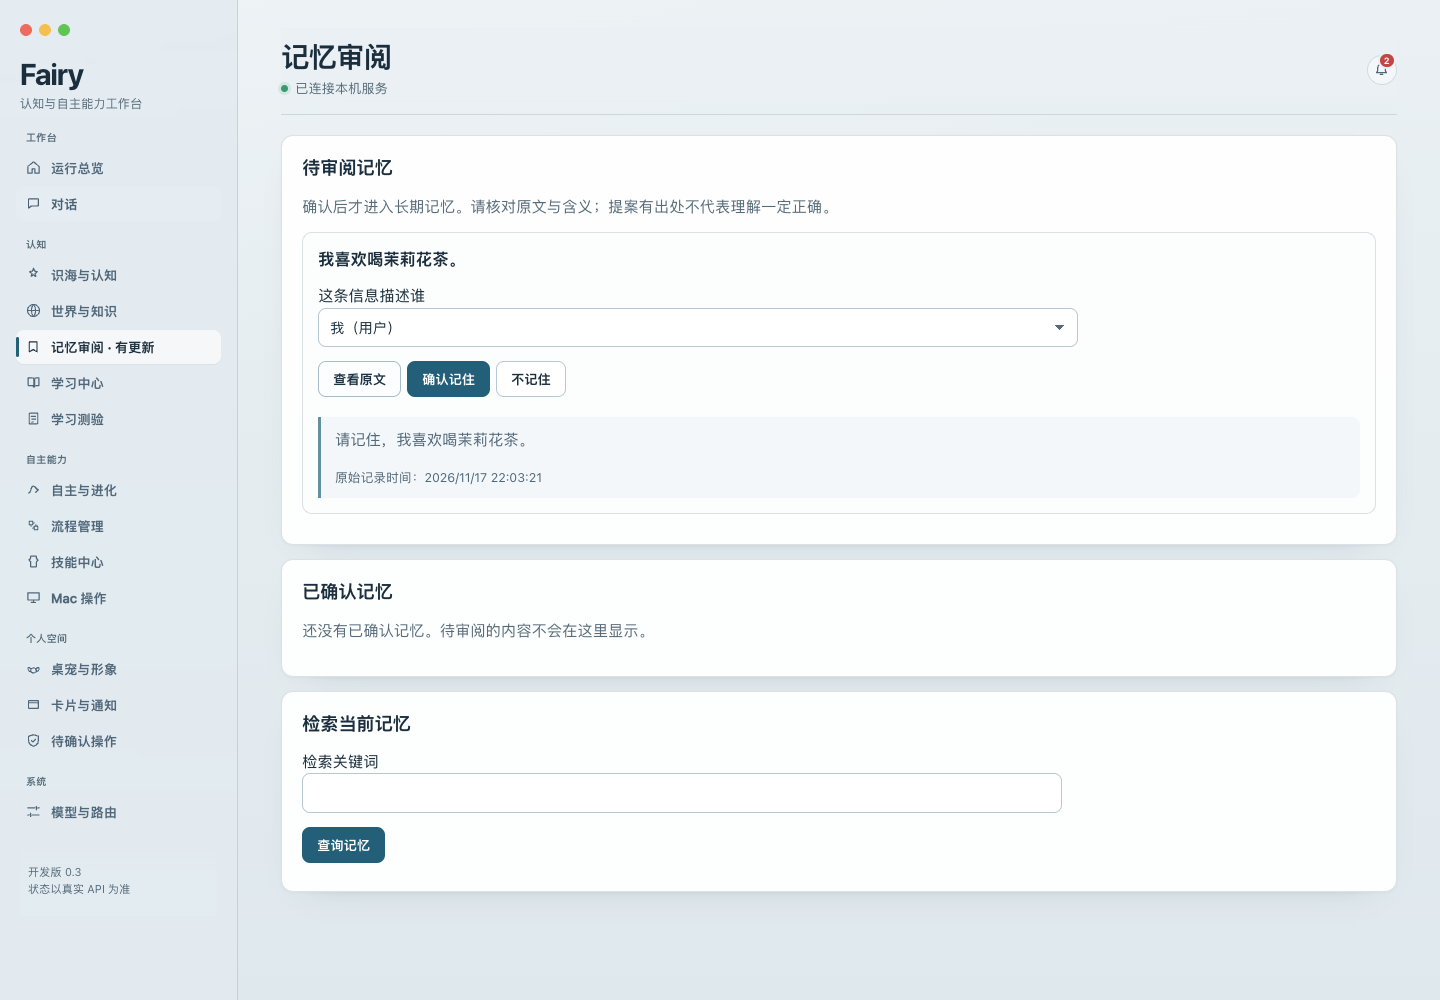 Fairy
认知与自主能力工作台
工作台
运行总览
对话
认知
识海与认知
世界与知识
记忆审阅 · 有更新
学习中心
学习测验
自主能力
自主与进化
流程管理
技能中心
Mac 操作
个人空间
桌宠与形象
卡片与通知
待确认操作
系统
模型与路由
开发版 0.3
状态以真实 API 为准
记忆审阅
已连接本机服务
2
待审阅记忆
确认后才进入长期记忆。请核对原文与含义；提案有出处不代表理解一定正确。
我喜欢喝茉莉花茶。
这条信息描述谁
我（用户）
查看原文
确认记住
不记住
请记住，我喜欢喝茉莉花茶。
原始记录时间：2026/11/17 22:03:21
已确认记忆
还没有已确认记忆。待审阅的内容不会在这里显示。
检索当前记忆
检索关键词
查询记忆